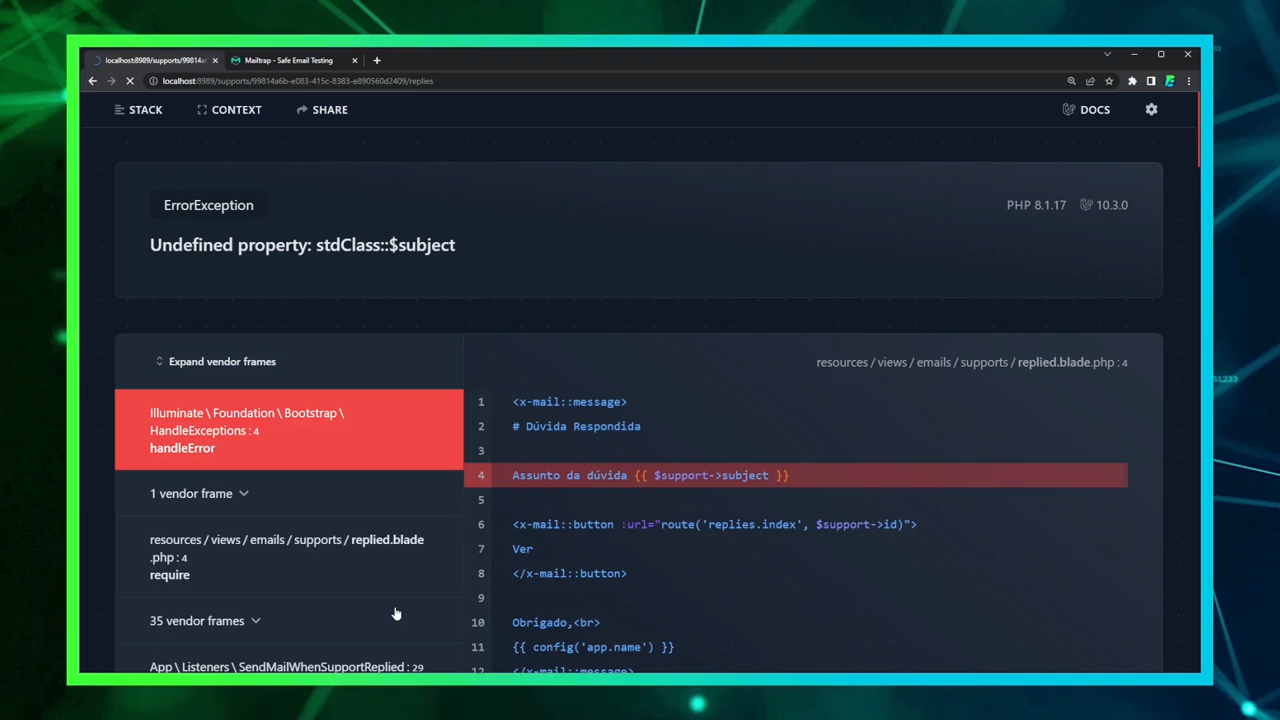 localhost:8989/supports/99814a
Mailtrap - Safe Email Testing
localhost:8989/supports/99814a6b-e083-415c-8383-e890560d2409/replies
STACK
CONTEXT
SHARE
DOCS
ErrorException
PHP 8.1.17
10.3.0
Undefined property: stdClass::$subject
Expand vendor frames
resources / views / emails / supports / replied.blade.php : 4
Illuminate \ Foundation \ Bootstrap \
HandleExceptions : 4
handleError
1 vendor frame
resources / views / emails / supports / replied.blade
.php : 4
require
35 vendor frames
App \ Listeners \ SendMailWhenSupportReplied : 29
1 <x-mail::message>
2 # Dúvida Respondida
3
4 Assunto da dúvida {{ $support->subject }}
5
6 <x-mail::button :url="route('replies.index', $support->id)">
7 Ver
8 </x-mail::button>
9
10 Obrigado,<br>
11 {{ config('app.name') }}
12 </x-mail::message>